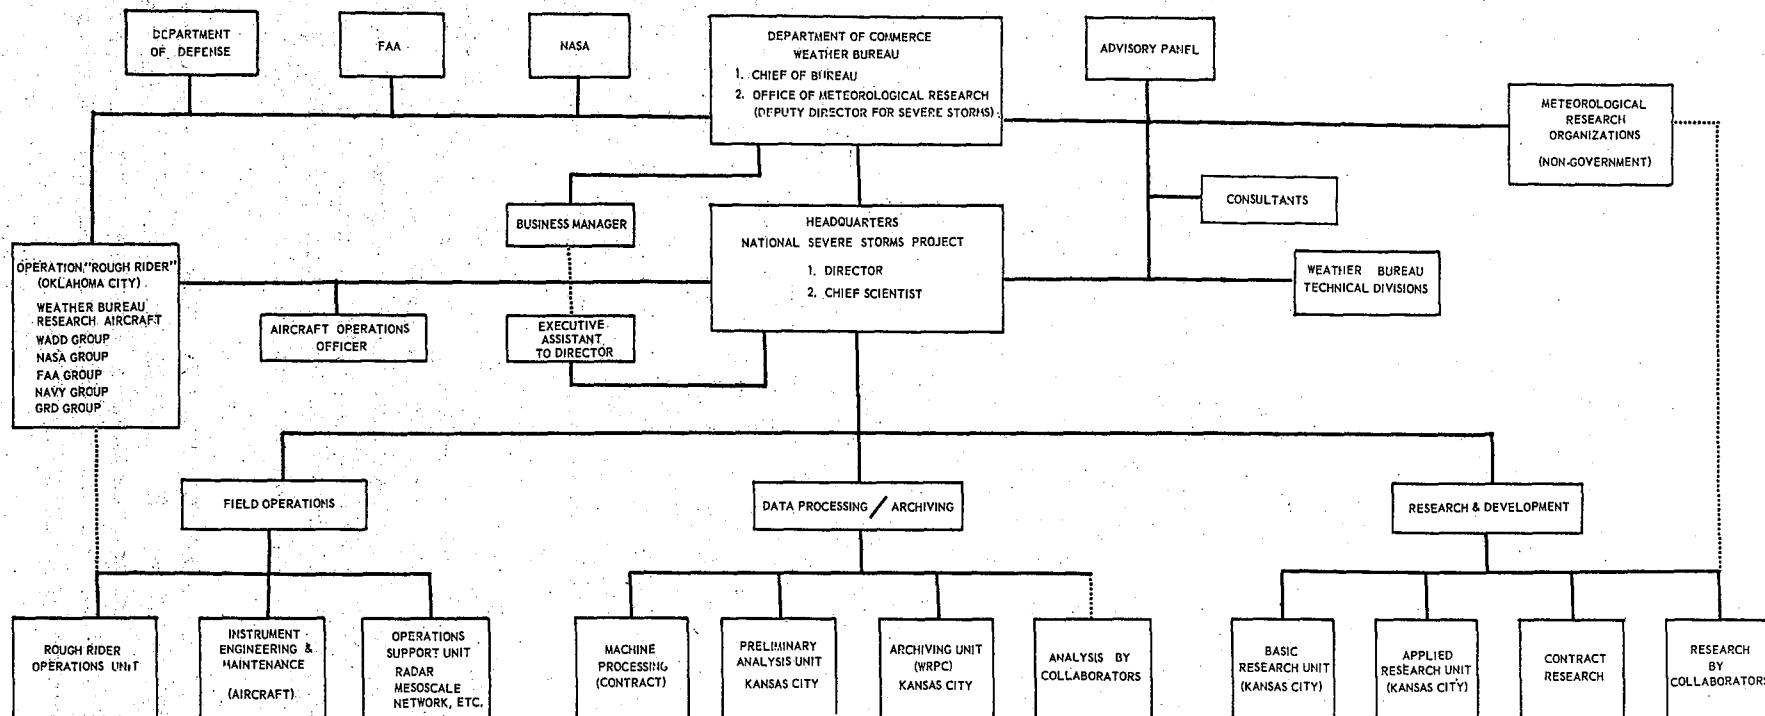 DEPARTMENT
OF DEFENSE
FAA
NASA
DEPARTMENT OF COMMERCE
WEATHER BUREAU
1. CHIEF OF BUREAU
2. OFFICE OF METEOROLOGICAL RESEARCH
(DEPUTY DIRECTOR FOR SEVERE STORMS)
ADVISORY PANEL
METEOROLOGICAL
RESEARCH
ORGANIZATIONS
(NON-GOVERNMENT)
CONSULTANTS
BUSINESS MANAGER
HEADQUARTERS
NATIONAL SEVERE STORMS PROJECT
1. DIRECTOR
2. CHIEF SCIENTIST
WEATHER BUREAU
TECHNICAL DIVISIONS
OPERATION,"ROUGH RIDER"
(OKLAHOMA CITY)
WEATHER BUREAU
RESEARCH AIRCRAFT
WADD GROUP
NASA GROUP
FAA GROUP
NAVY GROUP
GRD GROUP
AIRCRAFT OPERATIONS
OFFICER
EXECUTIVE
ASSISTANT
TO DIRECTOR
FIELD OPERATIONS
DATA PROCESSING / ARCHIVING
RESEARCH & DEVELOPMENT
ROUGH RIDER
OPERATIONS UNIT
INSTRUMENT
ENGINEERING &
MAINTENANCE
(AIRCRAFT)
OPERATIONS
SUPPORT UNIT
RADAR
MESOSCALE
NETWORK, ETC.
MACHINE
PROCESSING
(CONTRACT)
PRELIMINARY
ANALYSIS UNIT
KANSAS CITY
ARCHIVING UNIT
(WRPC)
KANSAS CITY
ANALYSIS BY
COLLABORATORS
BASIC
RESEARCH UNIT
(KANSAS CITY)
APPLIED
RESEARCH UNIT
(KANSAS CITY)
CONTRACT
RESEARCH
RESEARCH
BY
COLLABORATORS